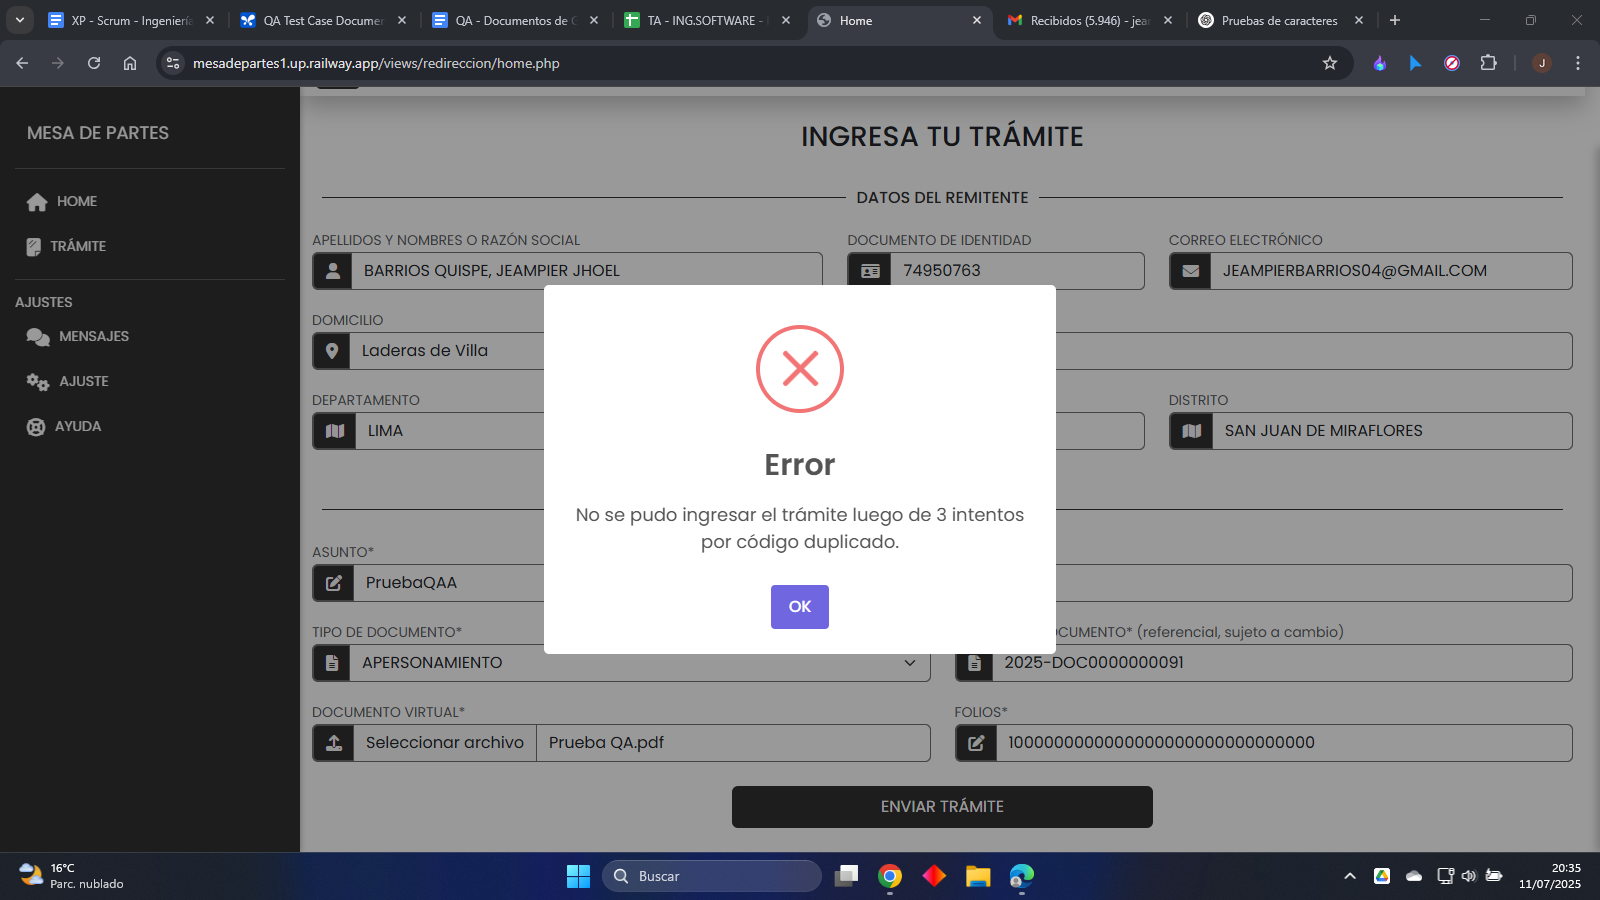 XP - Scrum - Ingeniería
QA Test Case Documen
QA - Documentos de G
TA - ING.SOFTWARE -
Home
Recibidos (5.946) - jear
Pruebas de caracteres
mesadepartes1.up.railway.app/views/redireccion/home.php
J
MESA DE PARTES
HOME
TRÁMITE
AJUSTES
MENSAJES
AJUSTE
AYUDA
INGRESA TU TRÁMITE
DATOS DEL REMITENTE
APELLIDOS Y NOMBRES O RAZÓN SOCIAL
DOCUMENTO DE IDENTIDAD
CORREO ELECTRÓNICO
BARRIOS QUISPE, JEAMPIER JHOEL
74950763
JEAMPIERBARRIOS04@GMAIL.COM
DOMICILIO
Laderas de Villa
DEPARTAMENTO
DISTRITO
LIMA
SAN JUAN DE MIRAFLORES
Error
No se pudo ingresar el trámite luego de 3 intentos
por código duplicado.
OK
ASUNTO*
PruebaQAA
TIPO DE DOCUMENTO*
CUMENTO* (referencial, sujeto a cambio)
APERSONAMIENTO
2025-DOC0000000091
DOCUMENTO VIRTUAL*
FOLIOS*
Seleccionar archivo
Prueba QA.pdf
ENVIAR TRÁMITE
16°C
Parc. nublado
Buscar
20:35
11/07/2025